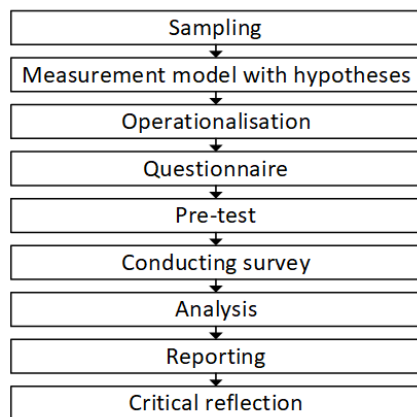 Sampling
Measurement model with hypotheses
Operationalisation
Questionnaire
Pre-test
Conducting survey
Analysis
Reporting
Critical reflection